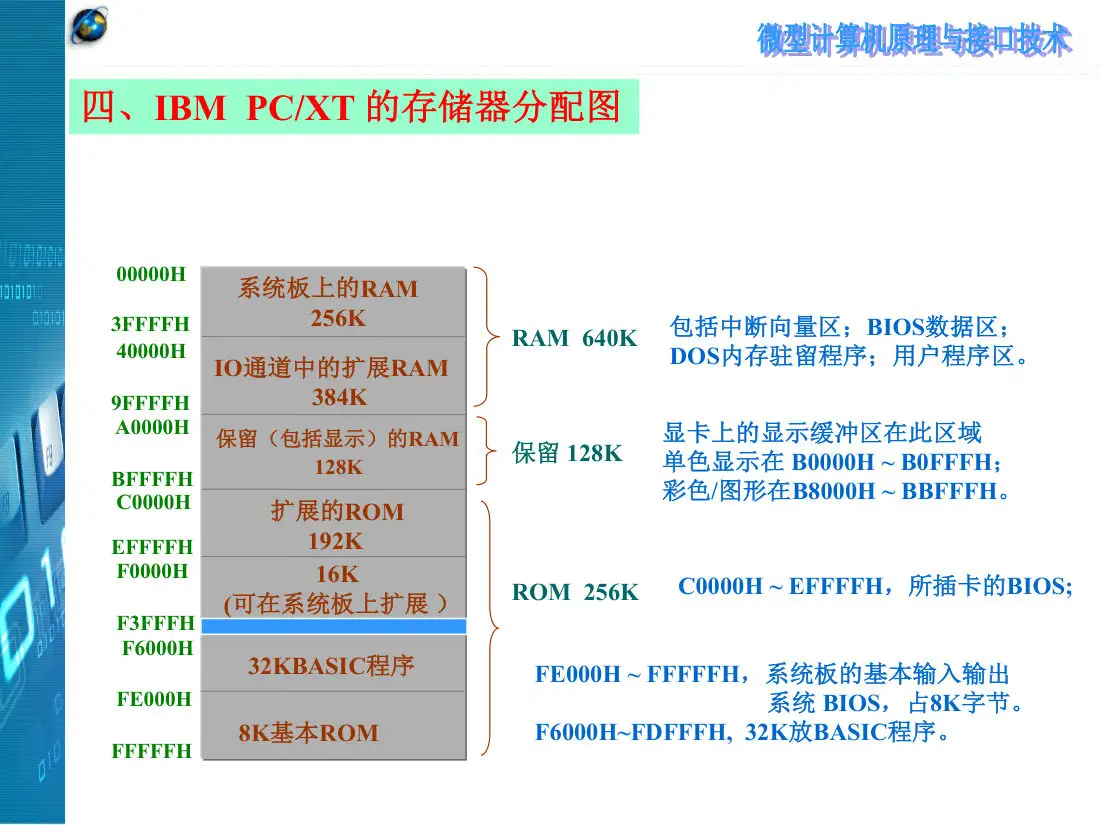 微型计算机原理与接口技术
四、IBM PC/XT 的存储器分配图
00000H
系统板上的RAM
256K
3FFFFH
40000H
IO通道中的扩展RAM
384K
9FFFFH
A0000H
保留（包括显示）的RAM
128K
BFFFFH
C0000H
扩展的ROM
192K
EFFFFH
F0000H
16K
(可在系统板上扩展 ）
F3FFFH
F6000H
32KBASIC程序
FE000H
8K基本ROM
FFFFFH
RAM 640K
包括中断向量区；BIOS数据区；
DOS内存驻留程序；用户程序区。
保留 128K
显卡上的显示缓冲区在此区域
单色显示在 B0000H ~ B0FFFH；
彩色/图形在B8000H ~ BBFFFH。
ROM 256K
C0000H ~ EFFFFH，所插卡的BIOS;
FE000H ~ FFFFFH，系统板的基本输入输出
系统 BIOS，占8K字节。
F6000H~FDFFFH, 32K放BASIC程序。